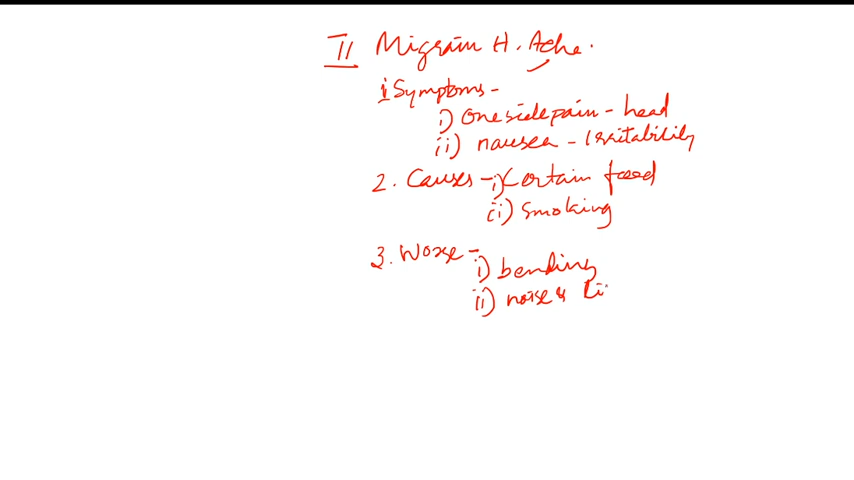 II Migrain H. Ache.
1 Symptoms -
i) one side pain - head
ii) nausea - Irritability
2. Causes - i) Certain food
ii) smoking
3. Worse -
i) bending
ii) noise & Li